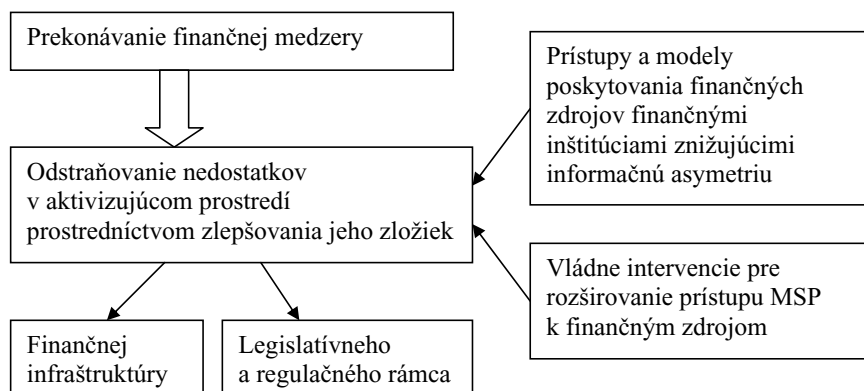 Prekonávanie finančnej medzery
Prístupy a modely
poskytovania finančných
zdrojov finančnými
inštitúciami znižujúcimi
informačnú asymetriu
Odstraňovanie nedostatkov
v aktivizujúcom prostredí
prostredníctvom zlepšovania jeho zložiek
Vládne intervencie pre
rozširovanie prístupu MSP
k finančným zdrojom
Finančnej
infraštruktúry
Legislatívneho
a regulačného rámca